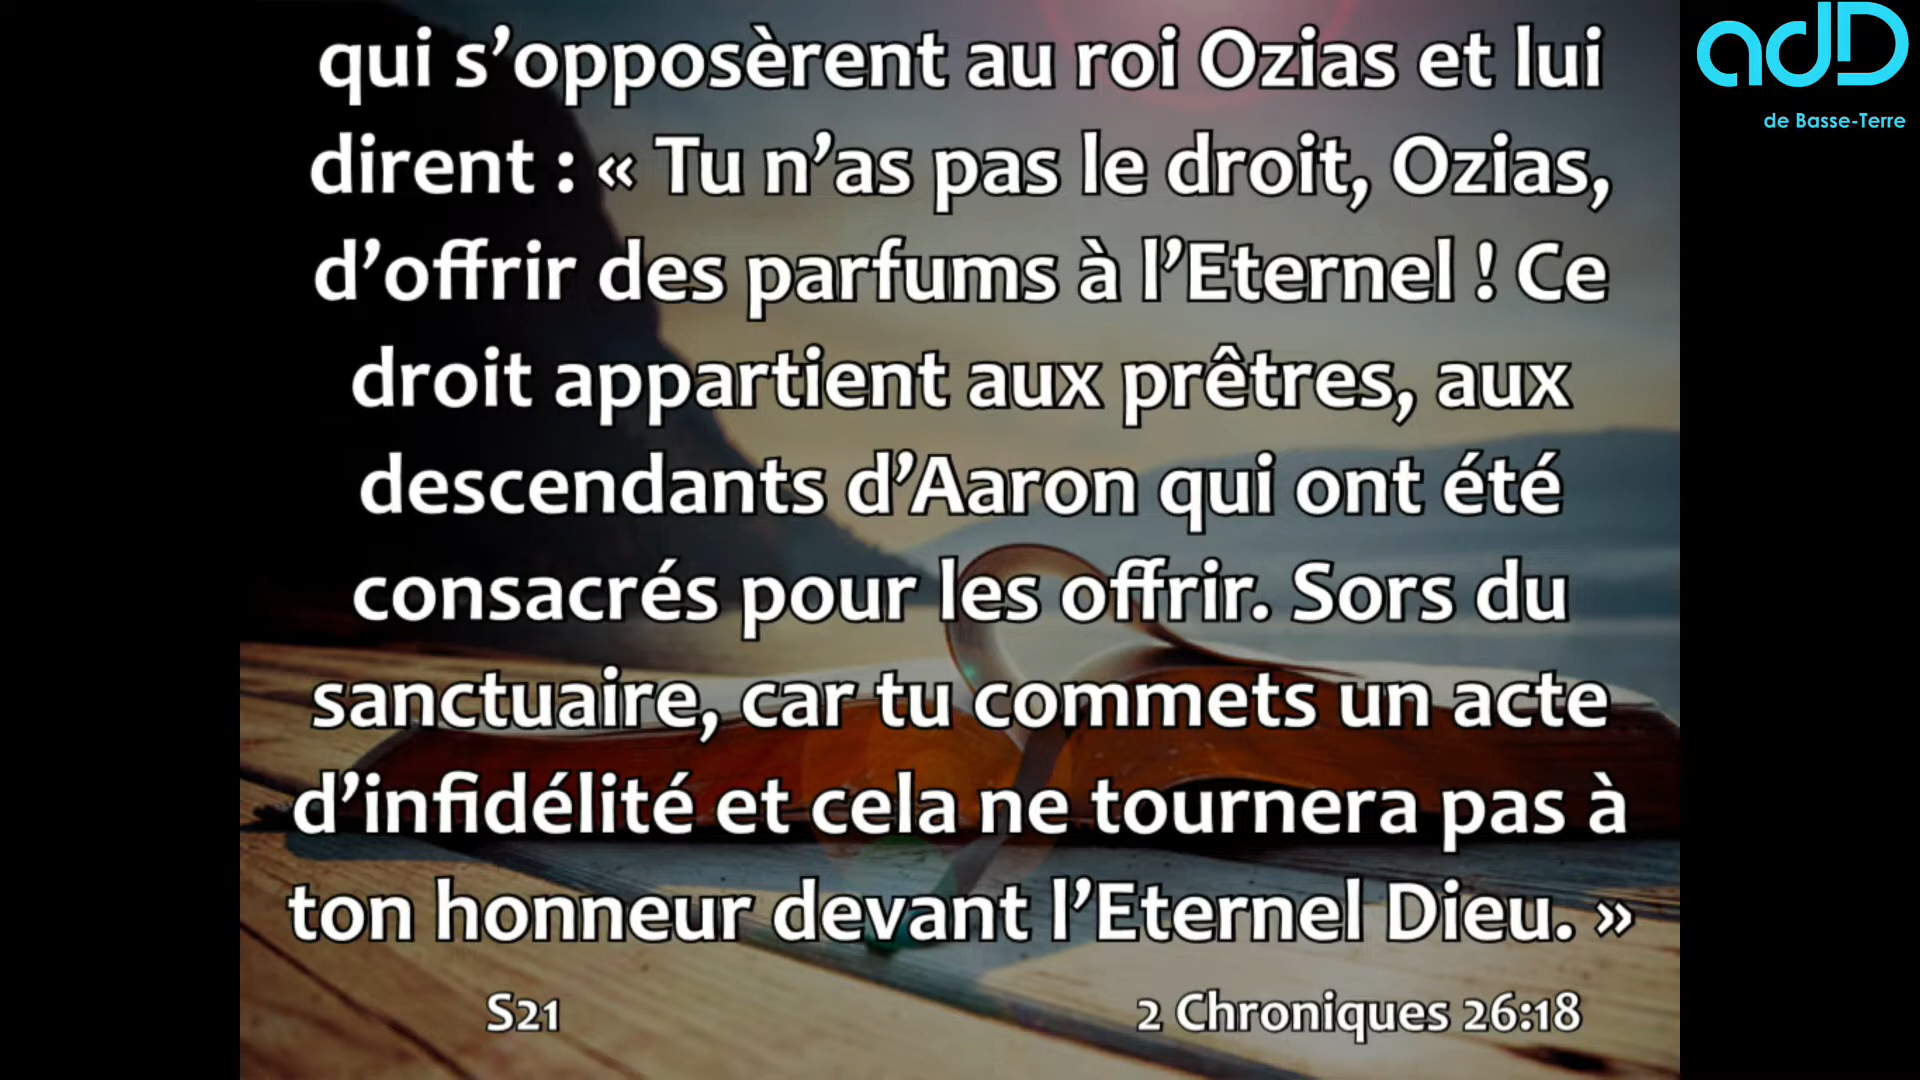 qui s’opposèrent au roi Ozias et lui
dirent : « Tu n’as pas le droit, Ozias,
d’offrir des parfums à l’Eternel ! Ce
droit appartient aux prêtres, aux
descendants d’Aaron qui ont été
consacrés pour les offrir. Sors du
sanctuaire, car tu commets un acte
d’infidélité et cela ne tournera pas à
ton honneur devant l’Eternel Dieu. »
S21
2 Chroniques 26:18
adD
de Basse-Terre